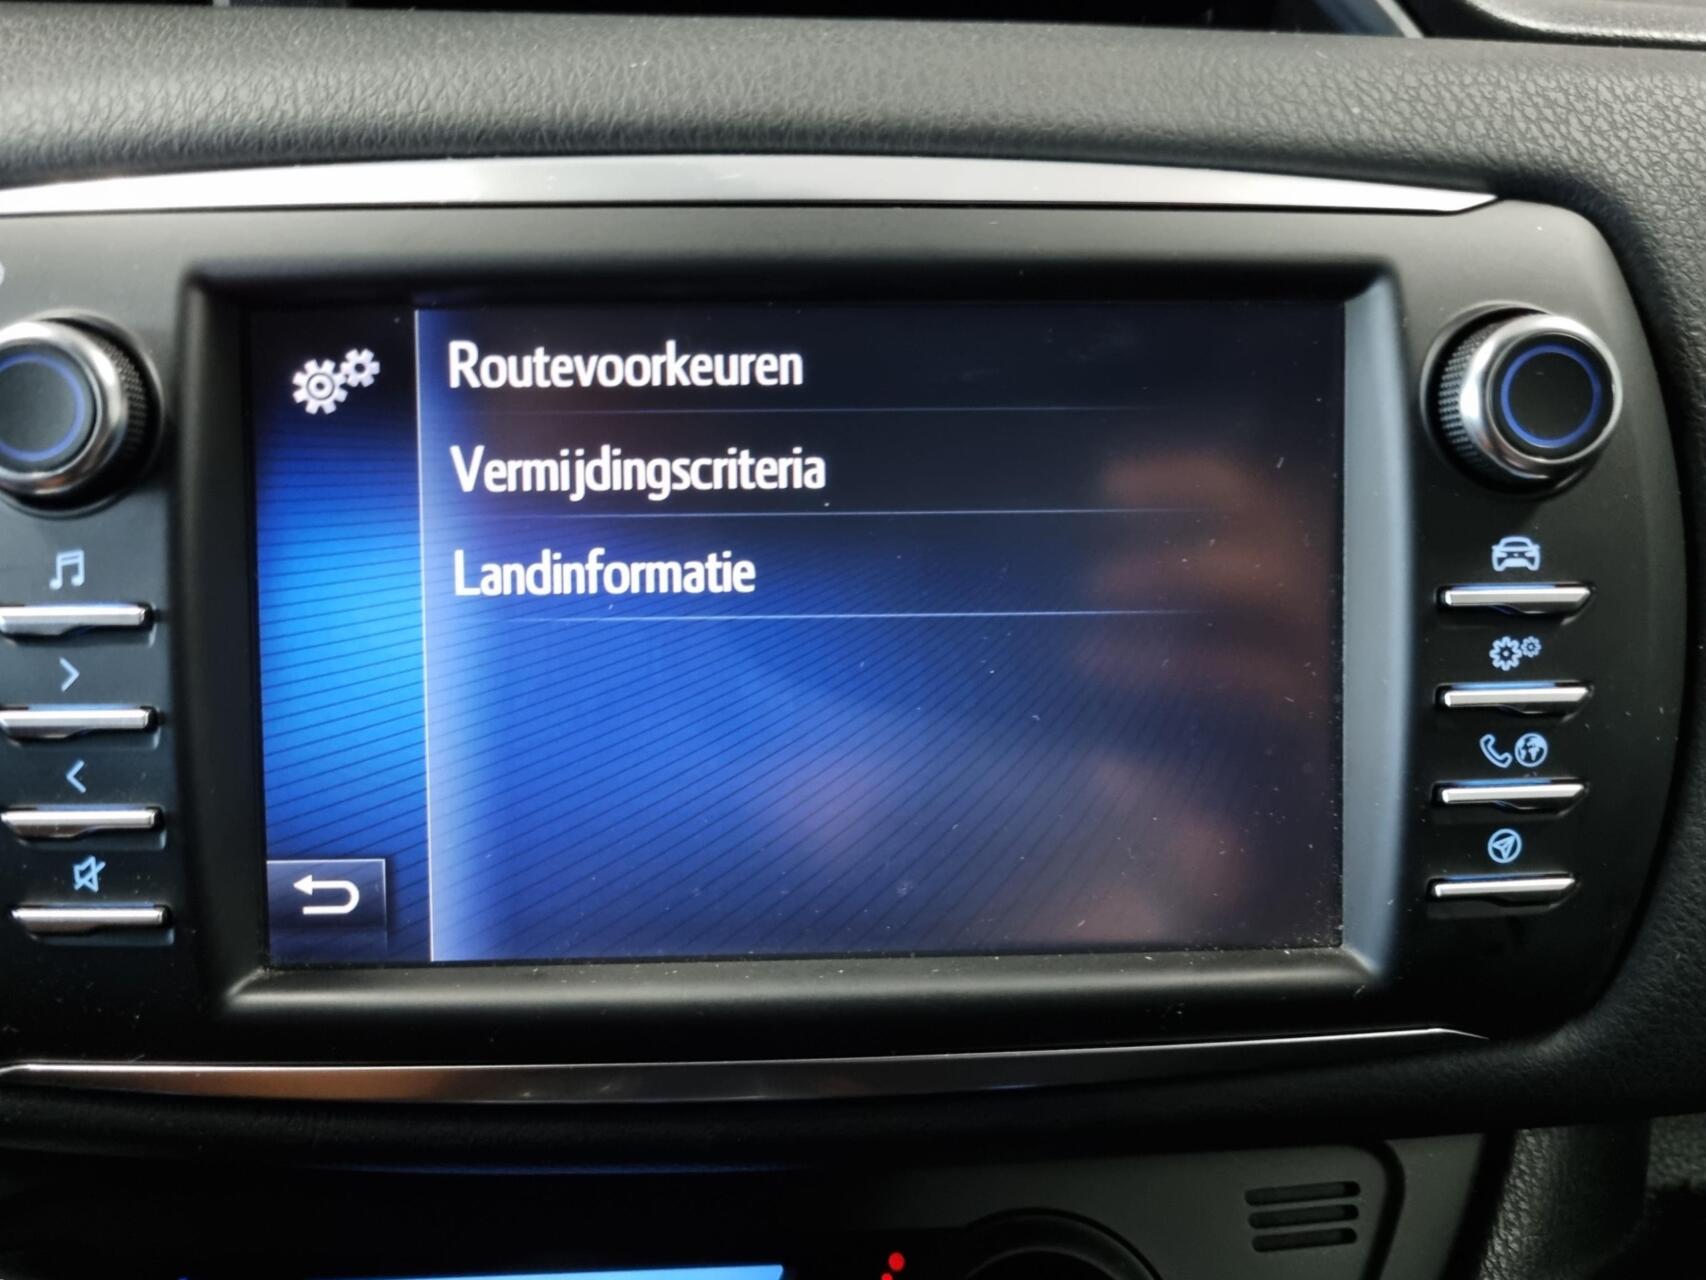 Routevoorkeuren
Vermijdingscriteria
Landinformatie